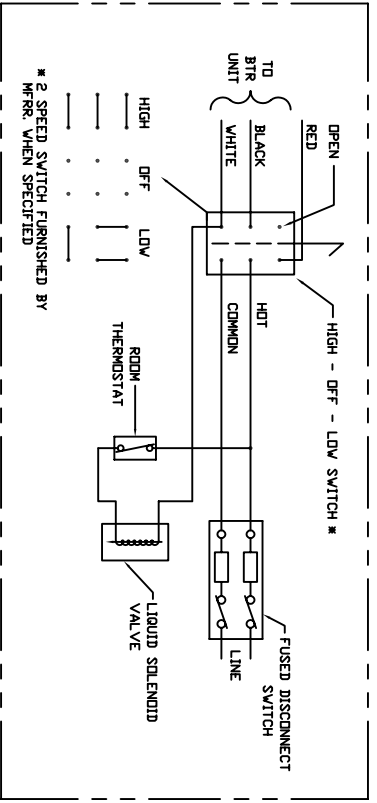 TO
BTR
UNIT
OPEN
RED
BLACK
WHITE
HIGH - OFF - LOW SWITCH *
HOT
COMMON
FUSED DISCONNECT
SWITCH
LINE
HIGH
OFF
LOW
ROOM
THERMOSTAT
LIQUID SOLENOID
VALVE
* 2 SPEED SWITCH FURNISHED BY
MFRR. WHEN SPECIFIED